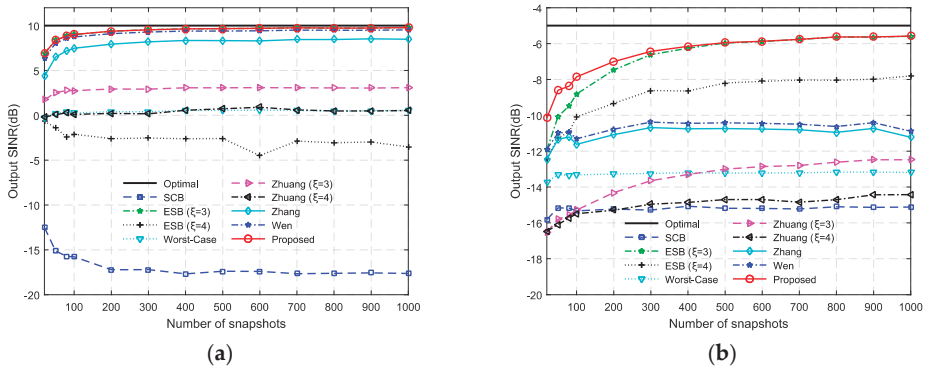 10
5
0
-5
-10
-15
-20
Output SINR(dB)
Optimal
SCB
ESB (ξ=3)
ESB (ξ=4)
Worst-Case
Zhuang (ξ=3)
Zhuang (ξ=4)
Zhang
Wen
Proposed
100 200 300 400 500 600 700 800 900 1000
Number of snapshots
(a)
-4
-6
-8
-10
-12
-14
-16
-18
-20
Output SINR(dB)
Optimal
SCB
ESB (ξ=3)
ESB (ξ=4)
Worst-Case
Zhuang (ξ=3)
Zhuang (ξ=4)
Zhang
Wen
Proposed
100 200 300 400 500 600 700 800 900 1000
Number of snapshots
(b)